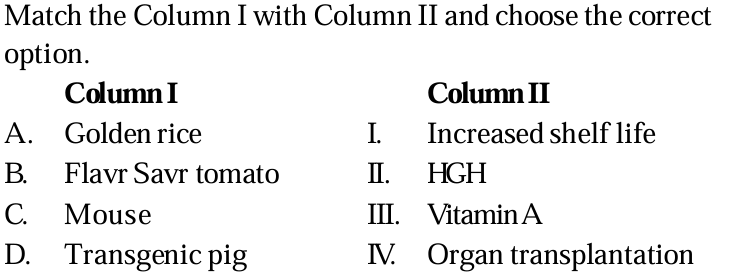 Match the Column I with Column II and choose the correct
option.
Column I Column II
A. Golden rice I. Increased shelf life
B. Flavr Savr tomato II. HGH
C. Mouse III. Vitamin A
D. Transgenic pig IV. Organ transplantation